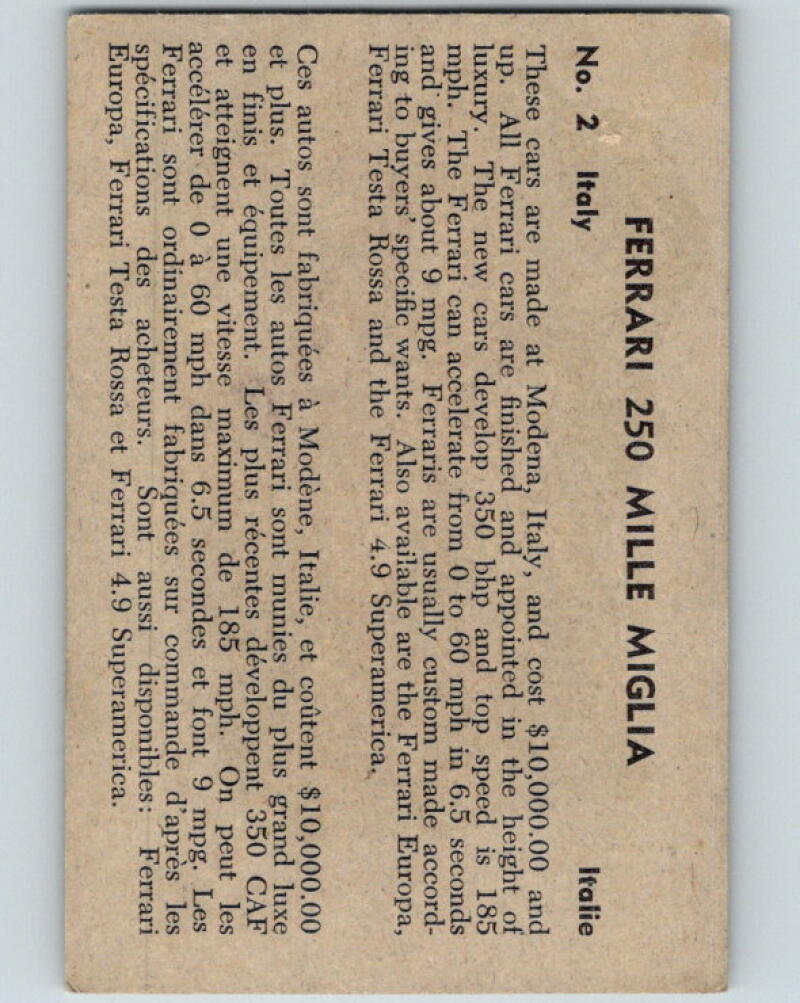 FERRARI 250 MILLE MIGLIA
No. 2 Italy Italie
These cars are made at Modena, Italy, and cost $10,000.00 and
up. All Ferrari cars are finished and appointed in the height of
luxury. The new cars develop 350 bhp and top speed is 185
mph. The Ferrari can accelerate from 0 to 60 mph in 6.5 seconds
and gives about 9 mpg. Ferraris are usually custom made accord-
ing to buyers' specific wants. Also available are the Ferrari Europa,
Ferrari Testa Rossa and the Ferrari 4.9 Superamerica.
Ces autos sont fabriquées à Modène, Italie, et coûtent $10,000.00
et plus. Toutes les autos Ferrari sont munies du plus grand luxe
en finis et équipement. Les plus récentes développent 350 CAF
et atteignent une vitesse maximum de 185 mph. On peut les
accélérer de 0 à 60 mph dans 6.5 secondes et font 9 mpg. Les
Ferrari sont ordinairement fabriquées sur commande d'après les
spécifications des acheteurs. Sont aussi disponibles: Ferrari
Europa, Ferrari Testa Rossa et Ferrari 4.9 Superamerica.